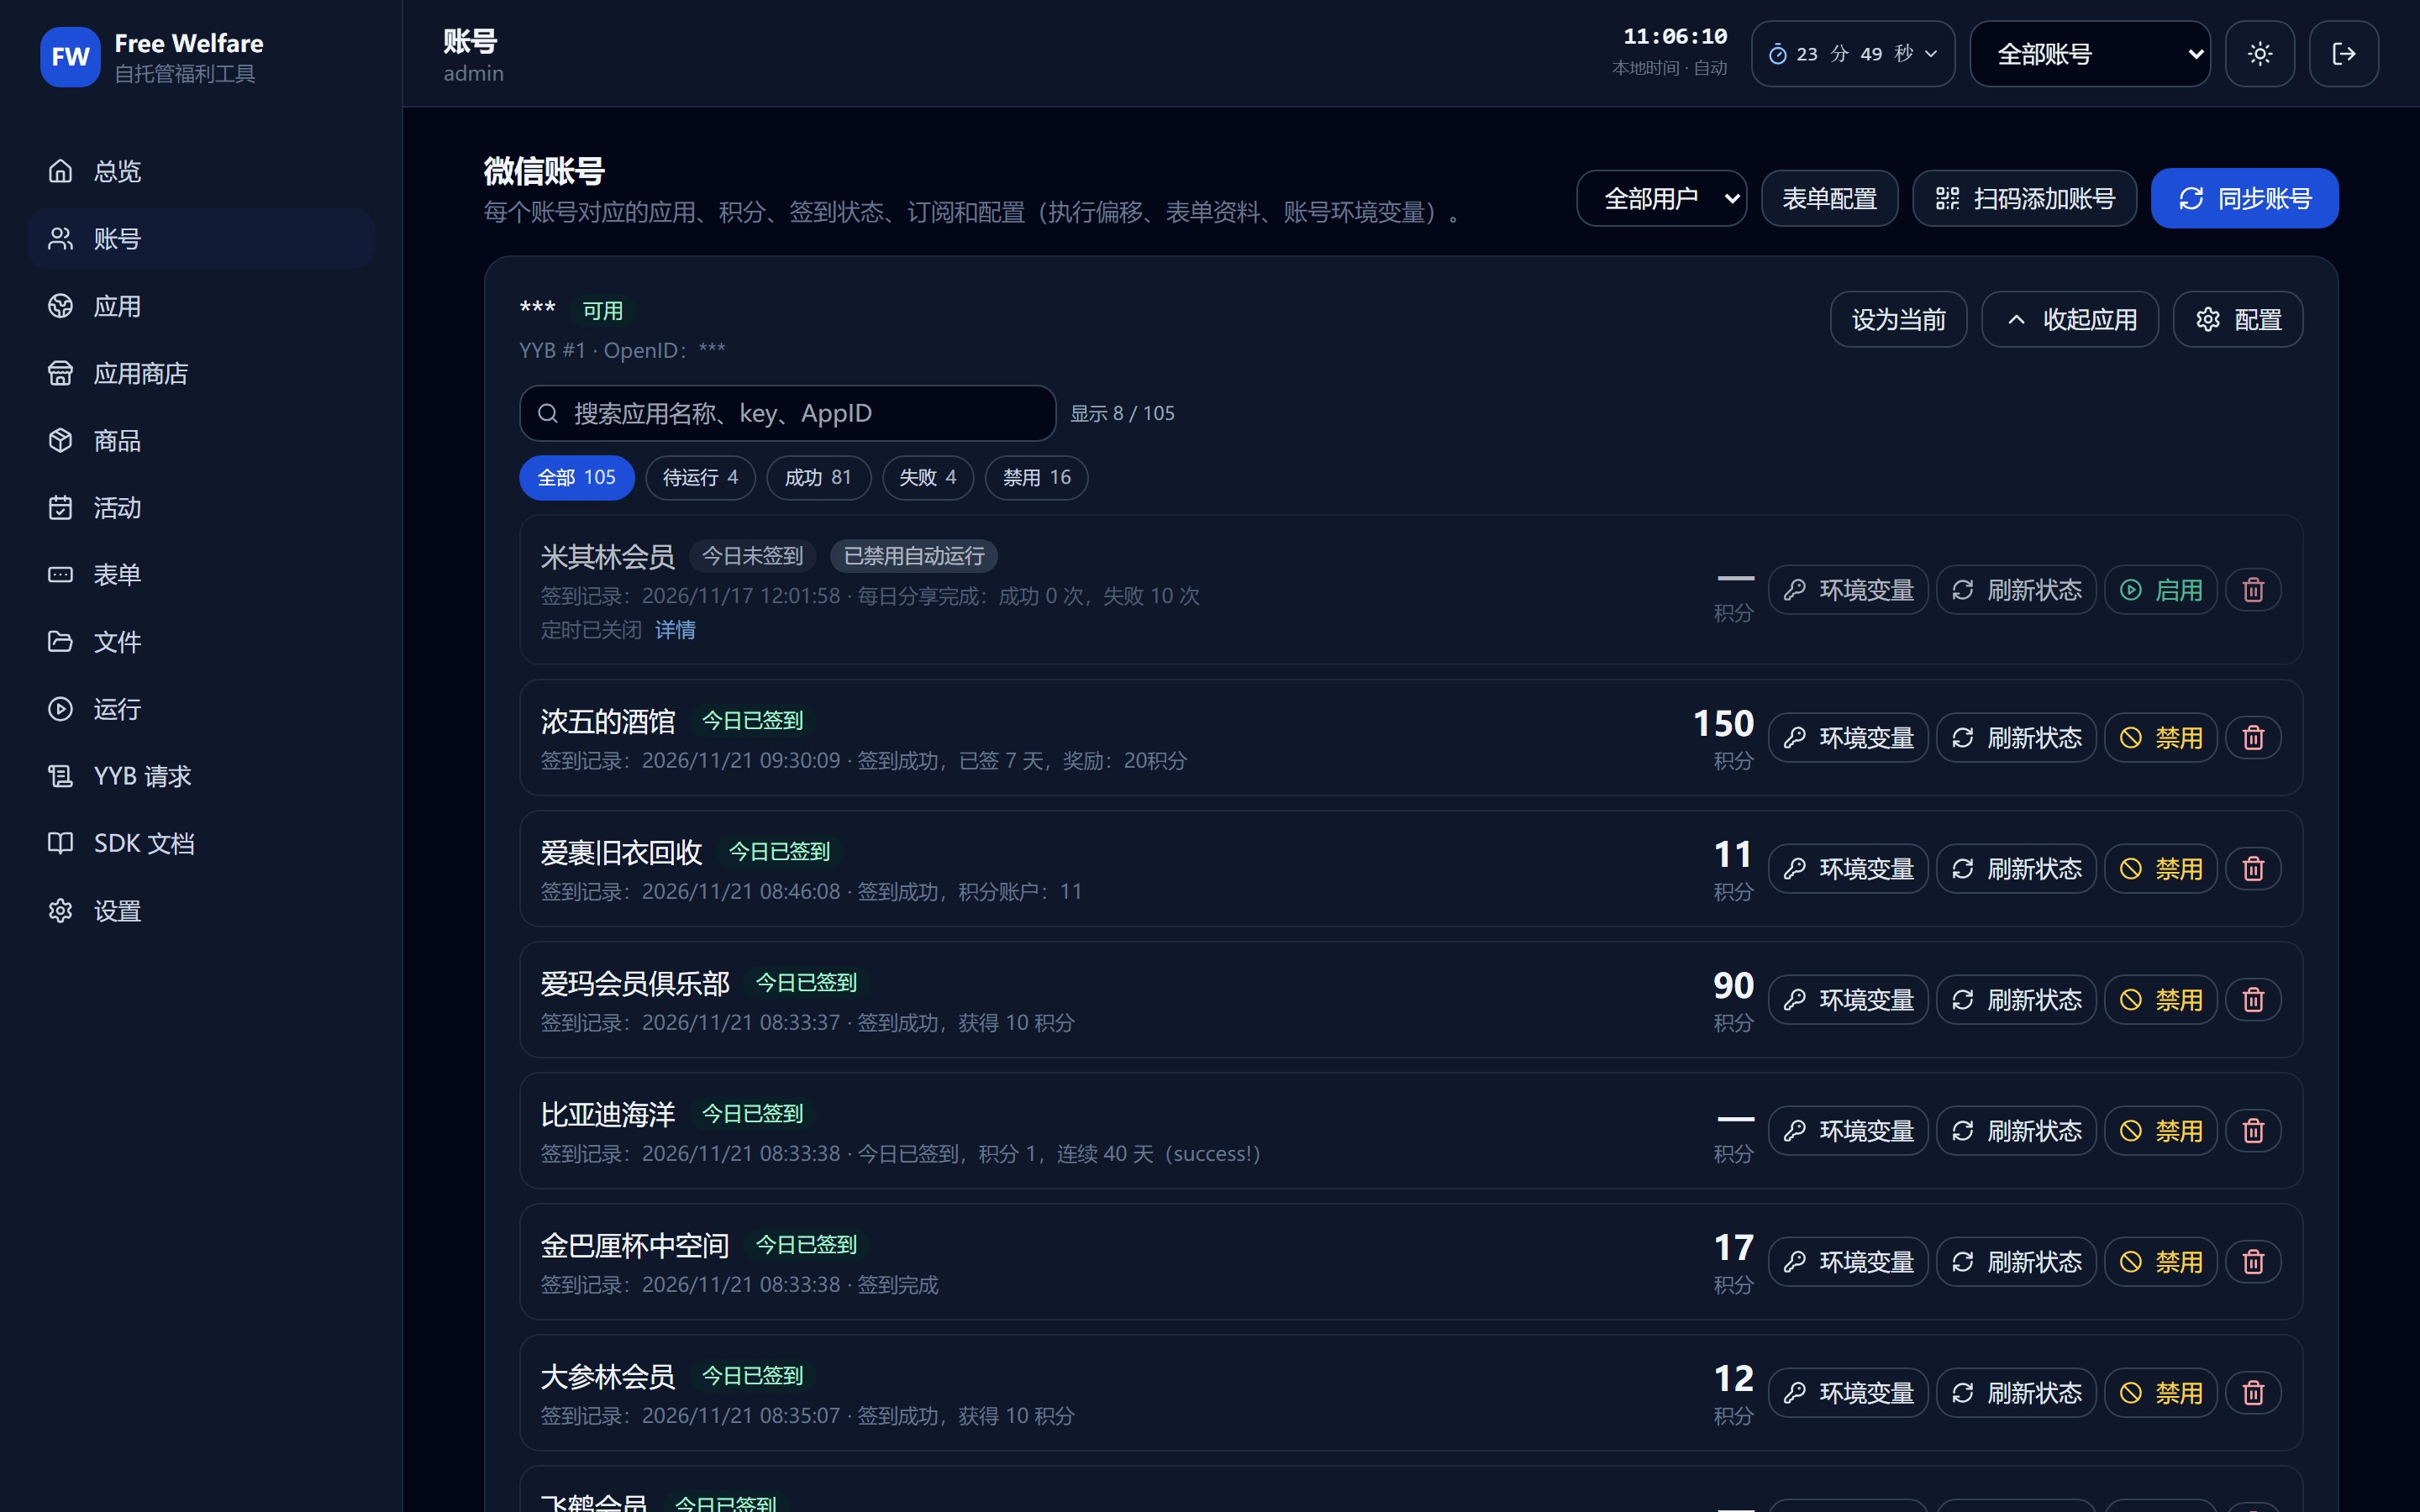 FW
Free Welfare
自托管福利工具
总览
账号
应用
应用商店
商品
活动
表单
文件
运行
YYB 请求
SDK 文档
设置
账号
admin
11:06:10
本地时间 · 自动
23 分 49 秒
全部账号
微信账号
每个账号对应的应用、积分、签到状态、订阅和配置（执行偏移、表单资料、账号环境变量）。
全部用户
表单配置
扫码添加账号
同步账号
*** 可用
YYB #1 · OpenID：***
设为当前
收起应用
配置
搜索应用名称、key、AppID
显示 8 / 105
全部 105
待运行 4
成功 81
失败 4
禁用 16
米其林会员 今日未签到 已禁用自动运行
签到记录：2026/11/17 12:01:58 · 每日分享完成：成功 0 次，失败 10 次
定时已关闭 详情
—
积分
环境变量
刷新状态
启用
浓五的酒馆 今日已签到
签到记录：2026/11/21 09:30:09 · 签到成功，已签 7 天，奖励：20积分
150
积分
环境变量
刷新状态
禁用
爱裹旧衣回收 今日已签到
签到记录：2026/11/21 08:46:08 · 签到成功，积分账户：11
11
积分
环境变量
刷新状态
禁用
爱玛会员俱乐部 今日已签到
签到记录：2026/11/21 08:33:37 · 签到成功，获得 10 积分
90
积分
环境变量
刷新状态
禁用
比亚迪海洋 今日已签到
签到记录：2026/11/21 08:33:38 · 今日已签到，积分 1，连续 40 天（success!）
—
积分
环境变量
刷新状态
禁用
金巴厘杯中空间 今日已签到
签到记录：2026/11/21 08:33:38 · 签到完成
17
积分
环境变量
刷新状态
禁用
大参林会员 今日已签到
签到记录：2026/11/21 08:35:07 · 签到成功，获得 10 积分
12
积分
环境变量
刷新状态
禁用
飞鹤会员 今日已签到